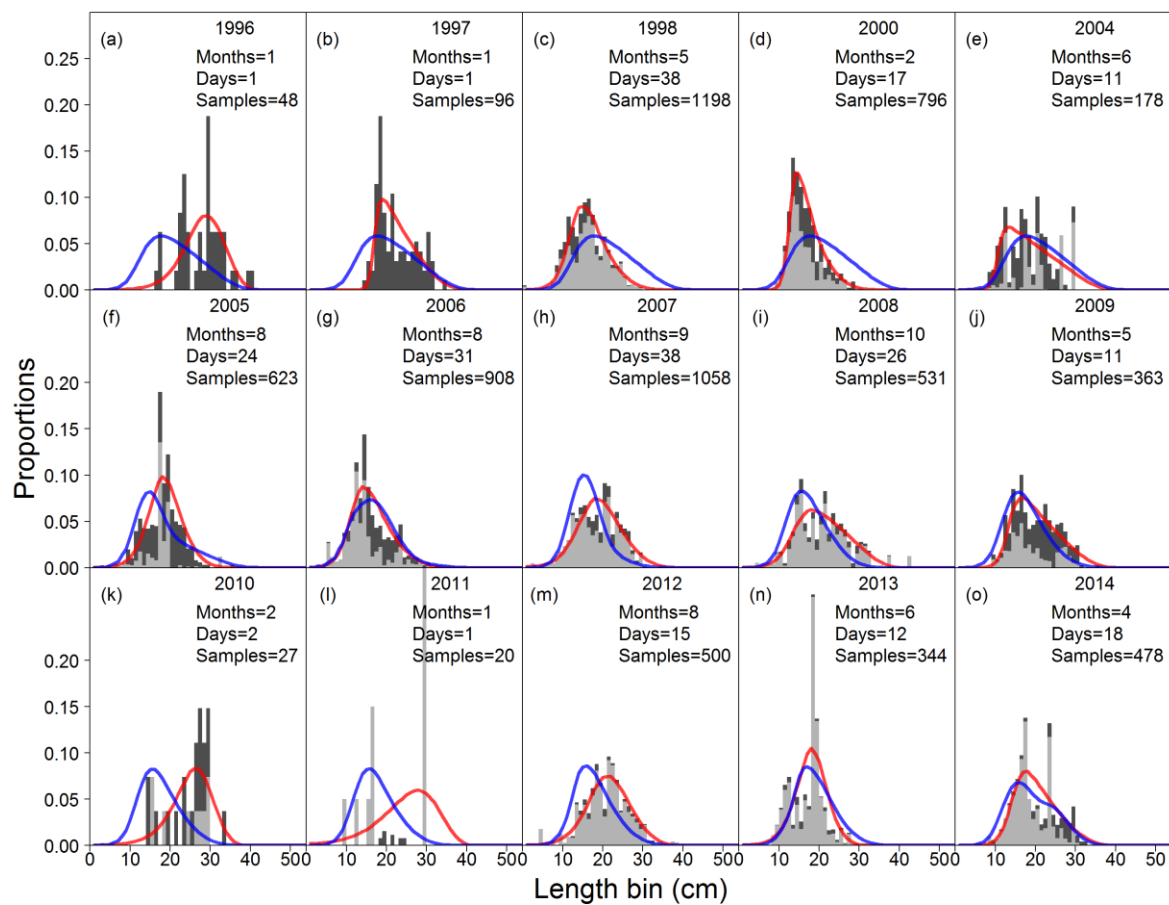 Proportions
0.25
0.20
0.15
0.10
0.05
0.00
(a) 1996
Months=1
Days=1
Samples=48
(b) 1997
Months=1
Days=1
Samples=96
(c) 1998
Months=5
Days=38
Samples=1198
(d) 2000
Months=2
Days=17
Samples=796
(e) 2004
Months=6
Days=11
Samples=178
0.20
0.15
0.10
0.05
0.00
(f) 2005
Months=8
Days=24
Samples=623
(g) 2006
Months=8
Days=31
Samples=908
(h) 2007
Months=9
Days=38
Samples=1058
(i) 2008
Months=10
Days=26
Samples=531
(j) 2009
Months=5
Days=11
Samples=363
0.20
0.15
0.10
0.05
0.00
(k) 2010
Months=2
Days=2
Samples=27
(l) 2011
Months=1
Days=1
Samples=20
(m) 2012
Months=8
Days=15
Samples=500
(n) 2013
Months=6
Days=12
Samples=344
(o) 2014
Months=4
Days=18
Samples=478
0 10 20 30 40 50 0 10 20 30 40 50 0 10 20 30 40 50 0 10 20 30 40 50 0 10 20 30 40 50
Length bin (cm)